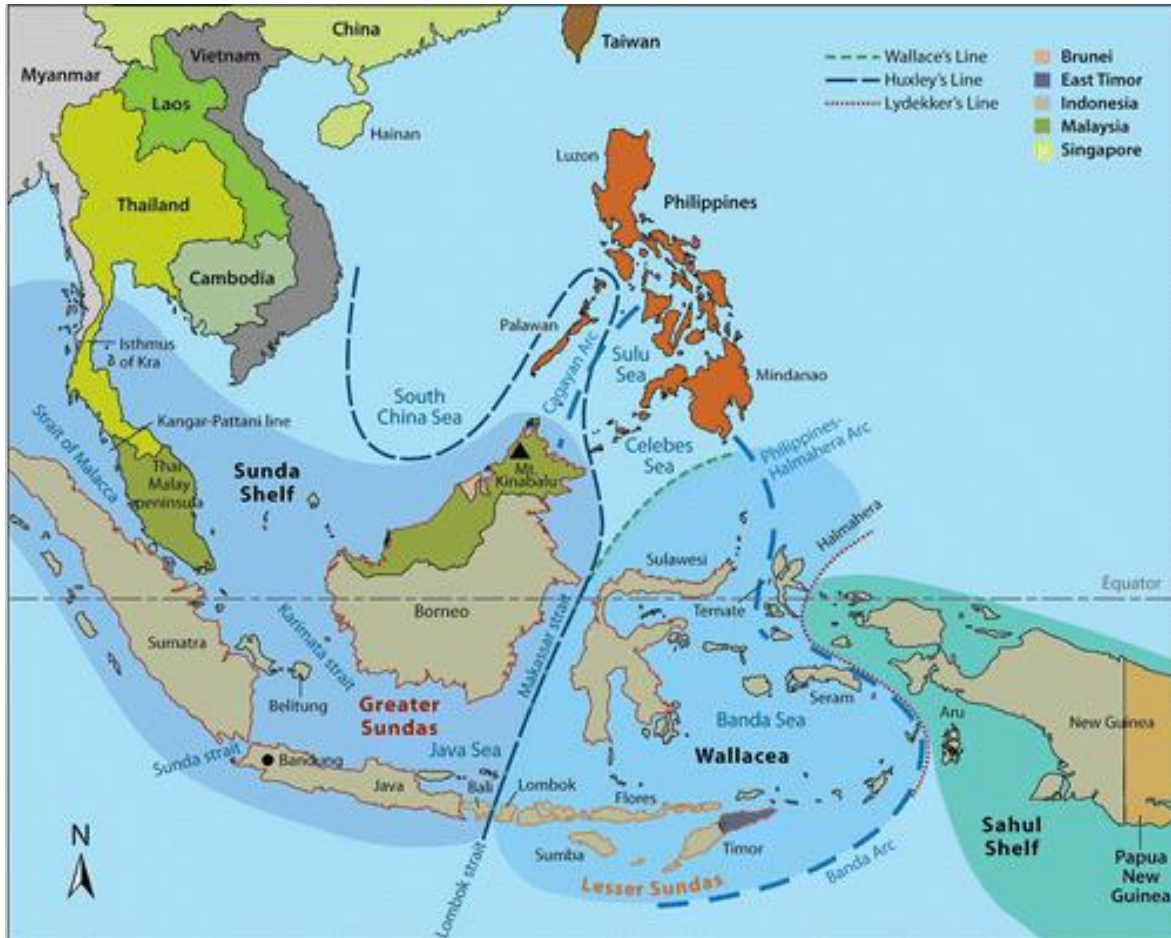 China
Taiwan
Vietnam
Myanmar
Laos
Hainan
Wallace's Line
Huxley's Line
Lydekker's Line
Brunei
East Timor
Indonesia
Malaysia
Singapore
Luzon
Philippines
Thailand
Cambodia
Palawan
Isthmus
of Kra
South
China Sea
Cagayan Arc
Sulu
Sea
Mindanao
Strait of Malacca
Kangar-Pattani line
Celebes
Sea
Philippines-
Halmahera Arc
Sunda
Shelf
Thai
Malay
peninsula
Mt.
Kinabalu
Halmahera
Sulawesi
Equator
Borneo
Makassar strait
Ternate
Sumatra
Karimata strait
Belitung
Greater
Sundas
Seram
Banda Sea
Aru
New Guinea
Sunda strait
Java Sea
Wallacea
Bandung
Java
Bali
Lombok
Flores
N
Lombok strait
Sumba
Timor
Lesser Sundas
Banda Arc
Sahul
Shelf
Papua
New
Guinea